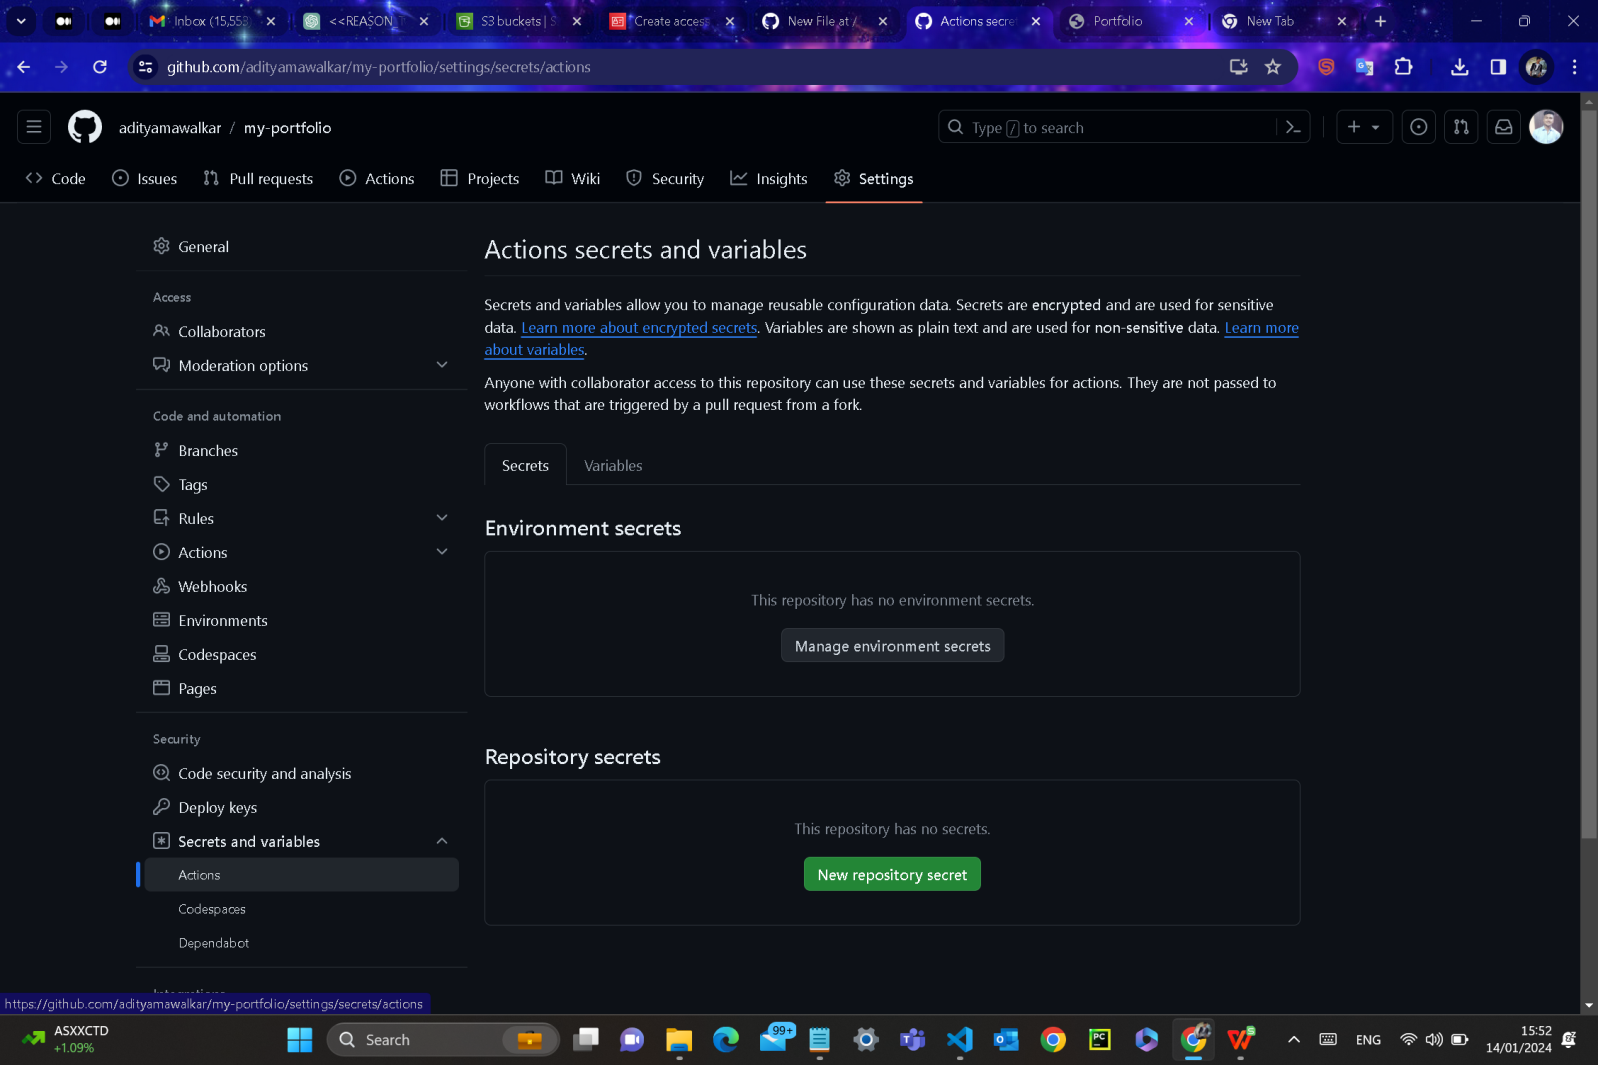 Inbox (15,553
<<REASON
S3 buckets | S
Create access
New File at /
Actions secre
Portfolio
New Tab
github.com/adityamawalkar/my-portfolio/settings/secrets/actions
adityamawalkar / my-portfolio
Type / to search
Code
Issues
Pull requests
Actions
Projects
Wiki
Security
Insights
Settings
General
Access
Collaborators
Moderation options
Code and automation
Branches
Tags
Rules
Actions
Webhooks
Environments
Codespaces
Pages
Security
Code security and analysis
Deploy keys
Secrets and variables
Actions
Codespaces
Dependabot
Actions secrets and variables
Secrets and variables allow you to manage reusable configuration data. Secrets are encrypted and are used for sensitive
data. Learn more about encrypted secrets. Variables are shown as plain text and are used for non-sensitive data. Learn more
about variables.
Anyone with collaborator access to this repository can use these secrets and variables for actions. They are not passed to
workflows that are triggered by a pull request from a fork.
Secrets
Variables
Environment secrets
This repository has no environment secrets.
Manage environment secrets
Repository secrets
This repository has no secrets.
New repository secret
https://github.com/adityamawalkar/my-portfolio/settings/secrets/actions
ASXXCTD
+1.09%
Search
99+
PC
ENG
15:52
14/01/2024